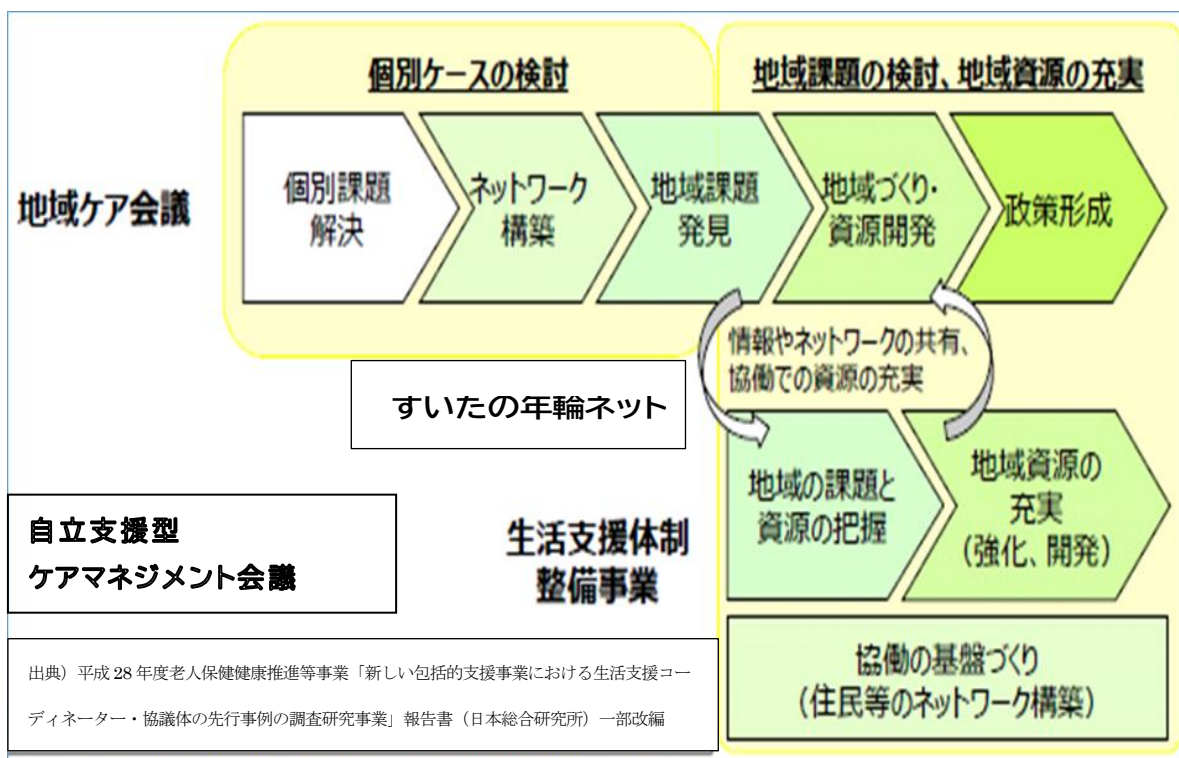 個別ケースの検討
地域課題の検討、地域資源の充実
地域ケア会議
個別課題
解決
ネットワーク
構築
地域課題
発見
地域づくり・
資源開発
政策形成
情報やネットワークの共有、
協働での資源の充実
すいたの年輪ネット
自立支援型
ケアマネジメント会議
生活支援体制
整備事業
地域の課題と
資源の把握
地域資源の
充実
(強化、開発)
協働の基盤づくり
(住民等のネットワーク構築)
出典）平成 28 年度老人保健健康推進等事業「新しい包括的支援事業における生活支援コー
ディネーター・協議体の先行事例の調査研究事業」報告書（日本総合研究所）一部改編